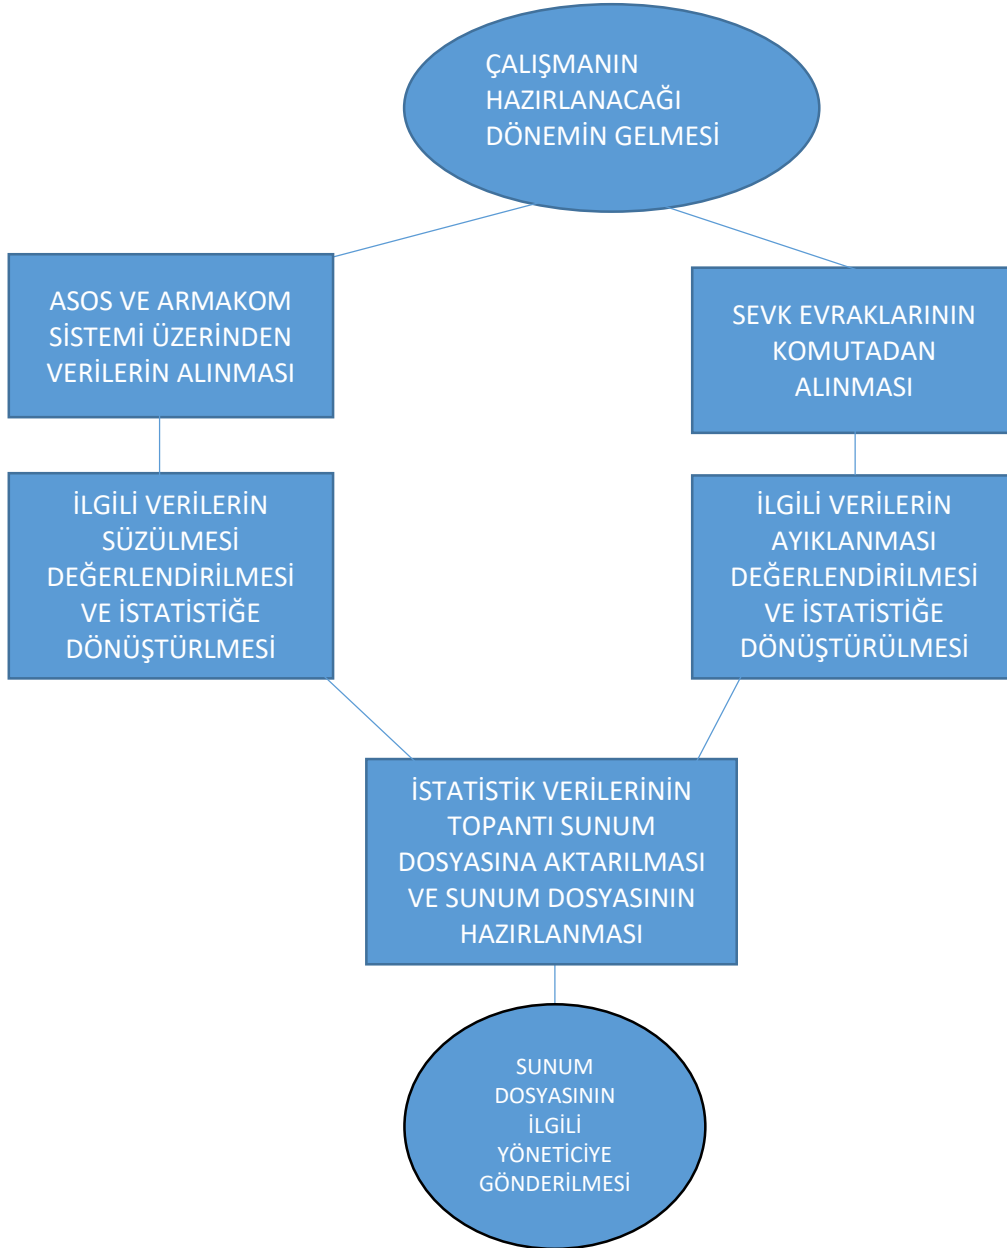 ÇALIŞMANIN
HAZIRLANACAĞI
DÖNEMİN GELMESİ
ASOS VE ARMAKOM
SİSTEMİ ÜZERİNDEN
VERİLERİN ALINMASI
SEVK EVRAKLARININ
KOMUTADAN
ALINMASI
İLGİLİ VERİLERİN
SÜZÜLMESİ
DEĞERLENDİRİLMESİ
VE İSTATİSTİĞE
DÖNÜŞTÜRLMESİ
İLGİLİ VERİLERİN
AYIKLANMASI
DEĞERLENDİRİLMESİ
VE İSTATİSTİĞE
DÖNÜŞTÜRÜLMESİ
İSTATİSTİK VERİLERİNİN
TOPANTI SUNUM
DOSYASINA AKTARILMASI
VE SUNUM DOSYASININ
HAZIRLANMASI
SUNUM
DOSYASININ
İLGİLİ
YÖNETİCİYE
GÖNDERİLMESİ